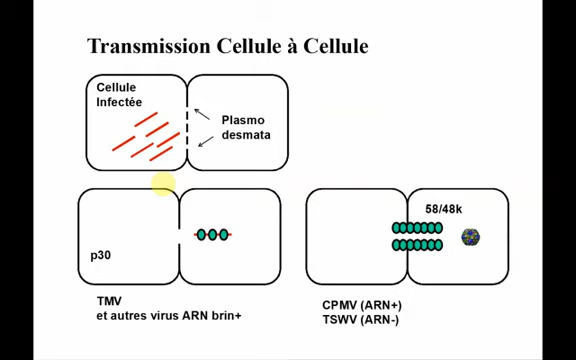 Transmission Cellule à Cellule
Cellule
Infectée
Plasmo
desmata
p30
58/48k
TMV
et autres virus ARN brin+
CPMV (ARN+)
TSWV (ARN-)